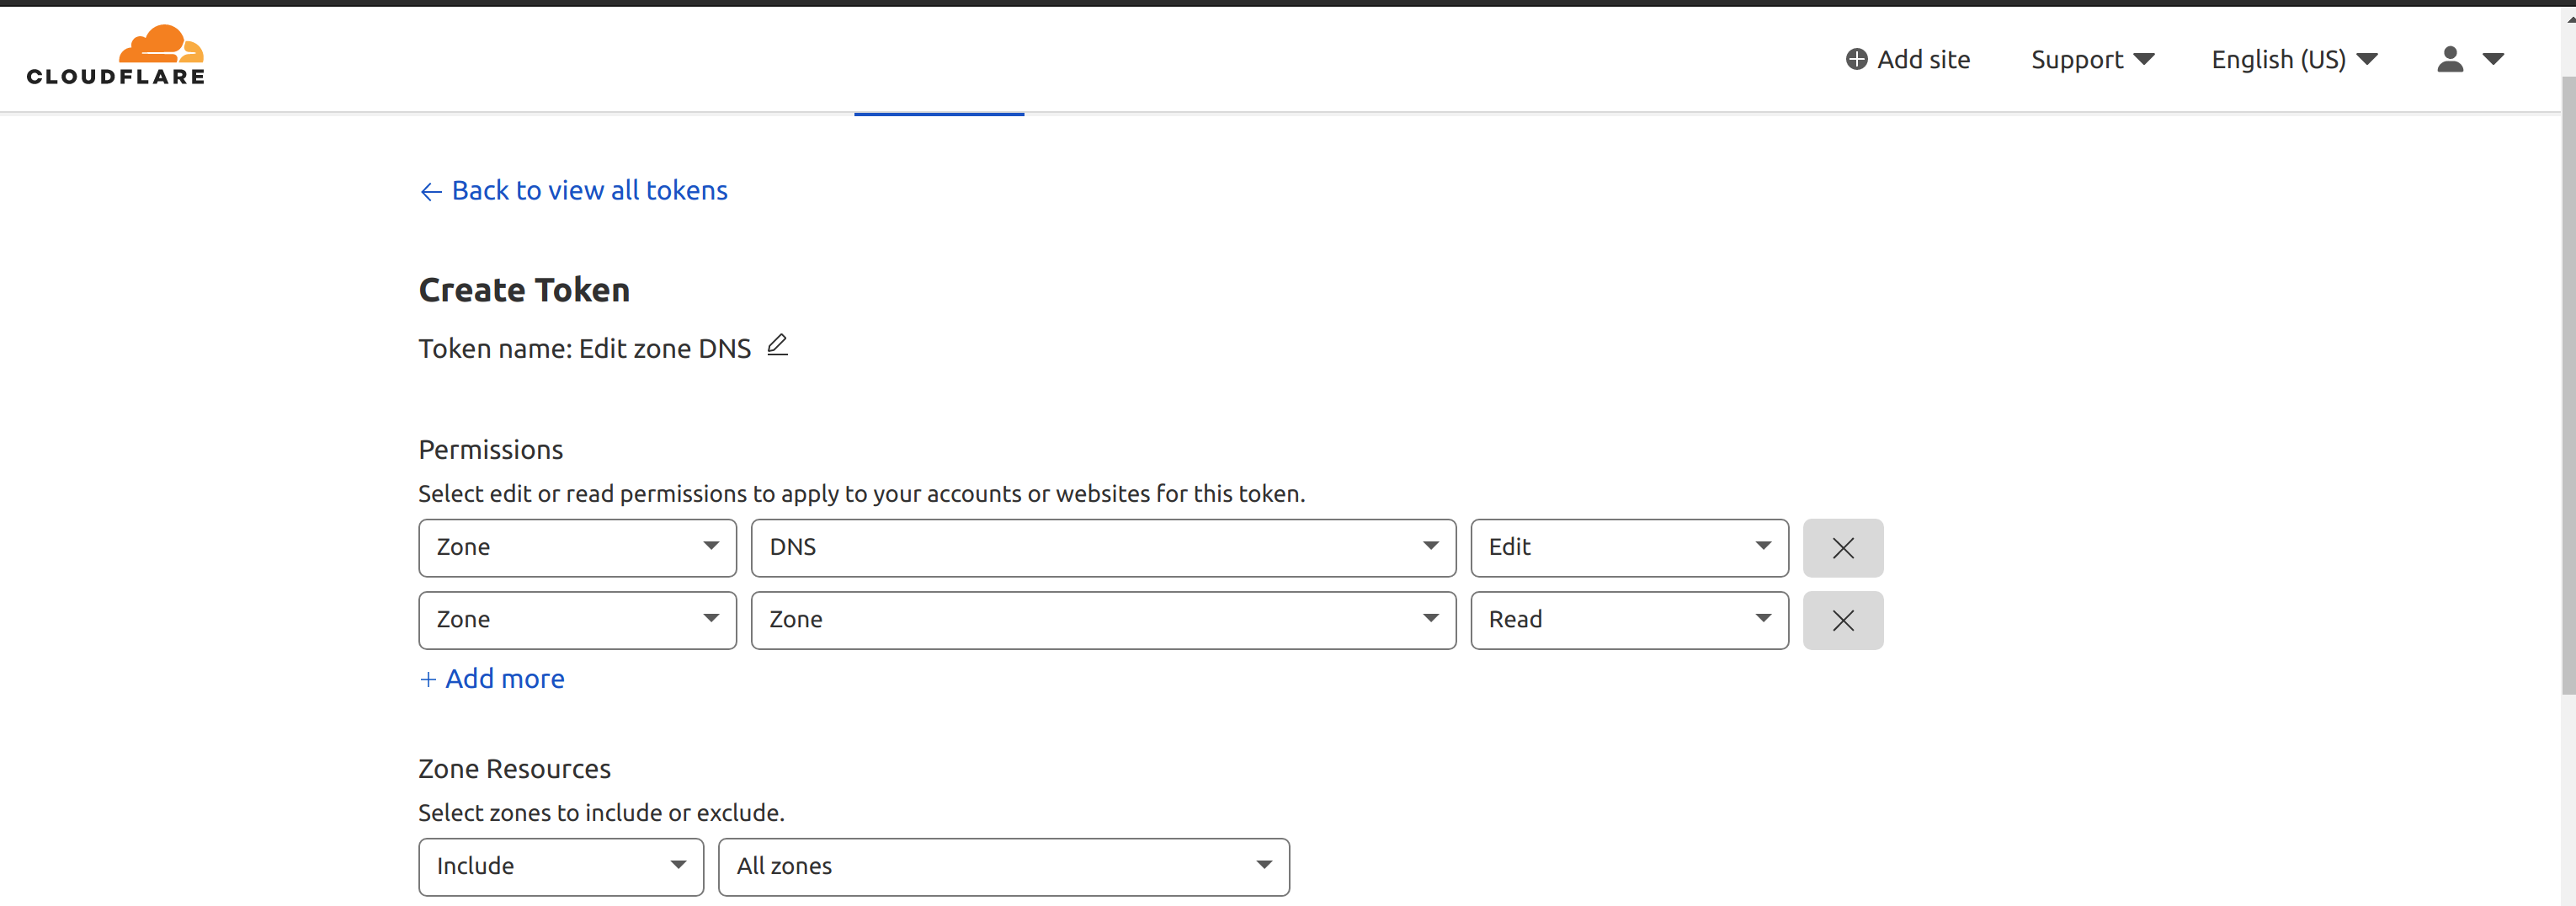 CLOUDFLARE
Add site Support English (US)
Back to view all tokens
Create Token
Token name: Edit zone DNS
Permissions
Select edit or read permissions to apply to your accounts or websites for this token.
Zone DNS Edit
Zone Zone Read
+ Add more
Zone Resources
Select zones to include or exclude.
Include All zones